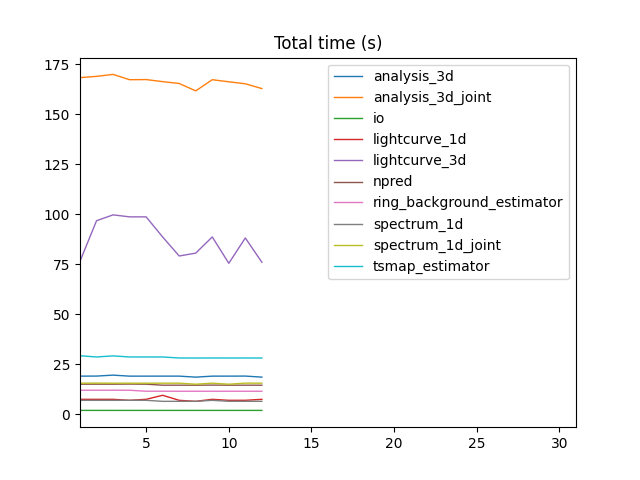 Total time (s)
175
150
125
100
75
50
25
0
5
10
15
20
25
30
analysis_3d
analysis_3d_joint
io
lightcurve_1d
lightcurve_3d
npred
ring_background_estimator
spectrum_1d
spectrum_1d_joint
tsmap_estimator